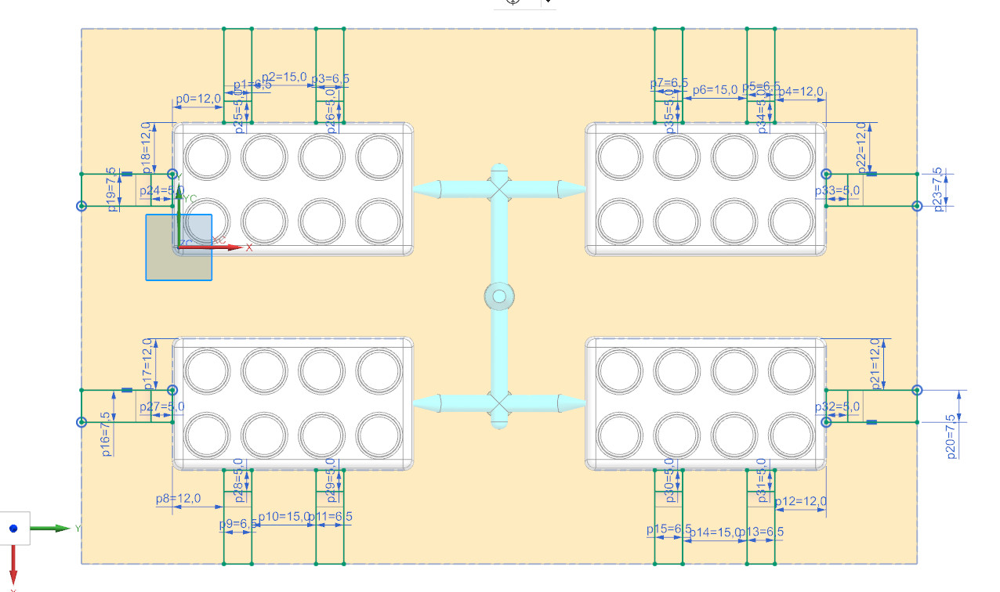 p2=15,0
p3=6,5
p1=6,5
p0=12,0
p25=5,0
p26=5,0
p7=6,5
p5=6,5
p6=15,0
p4=12,0
p35=5,0
p34=5,0
p18=12,0
p22=12,0
p19=7,5
p24=5,0
p33=5,0
p23=7,5
Y
YC
ZC
XC
X
p17=12,0
p21=12,0
p27=5,0
p32=5,0
p16=7,5
p20=7,5
p28=5,0
p29=5,0
p30=5,0
p31=5,0
p8=12,0
p12=12,0
p9=6,5
p10=15,0
p11=6,5
p15=6,5
p14=15,0
p13=6,5
Y
X